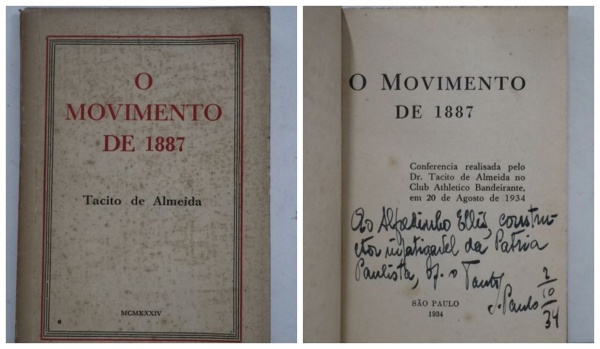 O
MOVIMENTO
DE 1887
Tacito de Almeida
MCMXXXIV
O MOVIMENTO
DE 1887
Conferencia realisada pelo
Dr. Tacito de Almeida no
Club Athletico Bandeirante,
em 20 de Agosto de 1934
Ao Alfredinho Ellis, constru-
ctor infatigavel da Patria
Paulista, of. o Tacito
S. Paulo 2/10/34
SÃO PAULO
1934